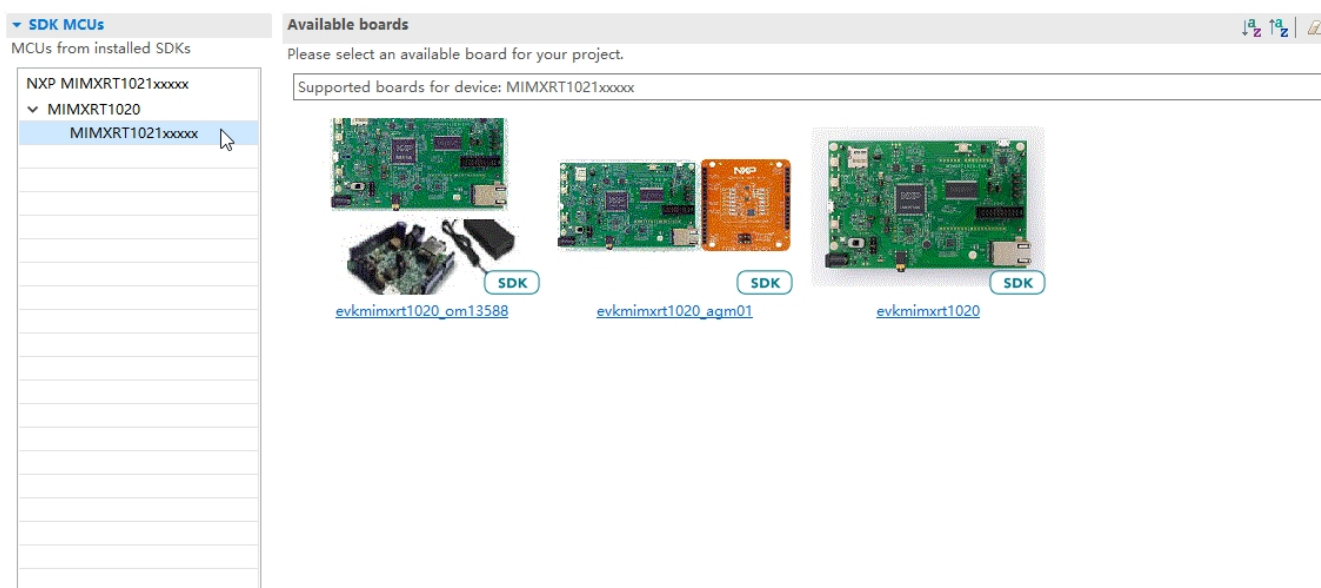 SDK MCUs
MCUs from installed SDKs
NXP MIMXRT1021xxxxx
MIMXRT1020
MIMXRT1021xxxxx
Available boards
Please select an available board for your project.
Supported boards for device: MIMXRT1021xxxxx
NXP
SDK
SDK
SDK
evkmimxrt1020_om13588
evkmimxrt1020_agm01
evkmimxrt1020